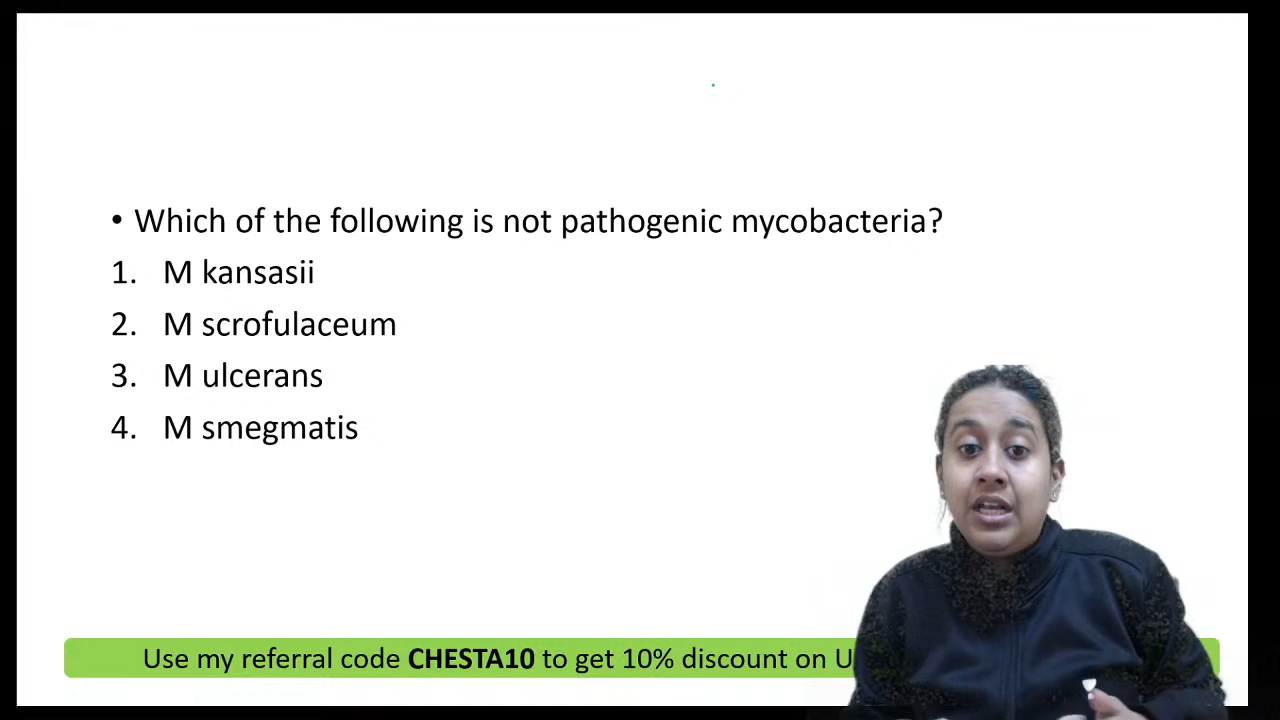 • Which of the following is not pathogenic mycobacteria?
1. M kansasii
2. M scrofulaceum
3. M ulcerans
4. M smegmatis
Use my referral code CHESTA10 to get 10% discount on